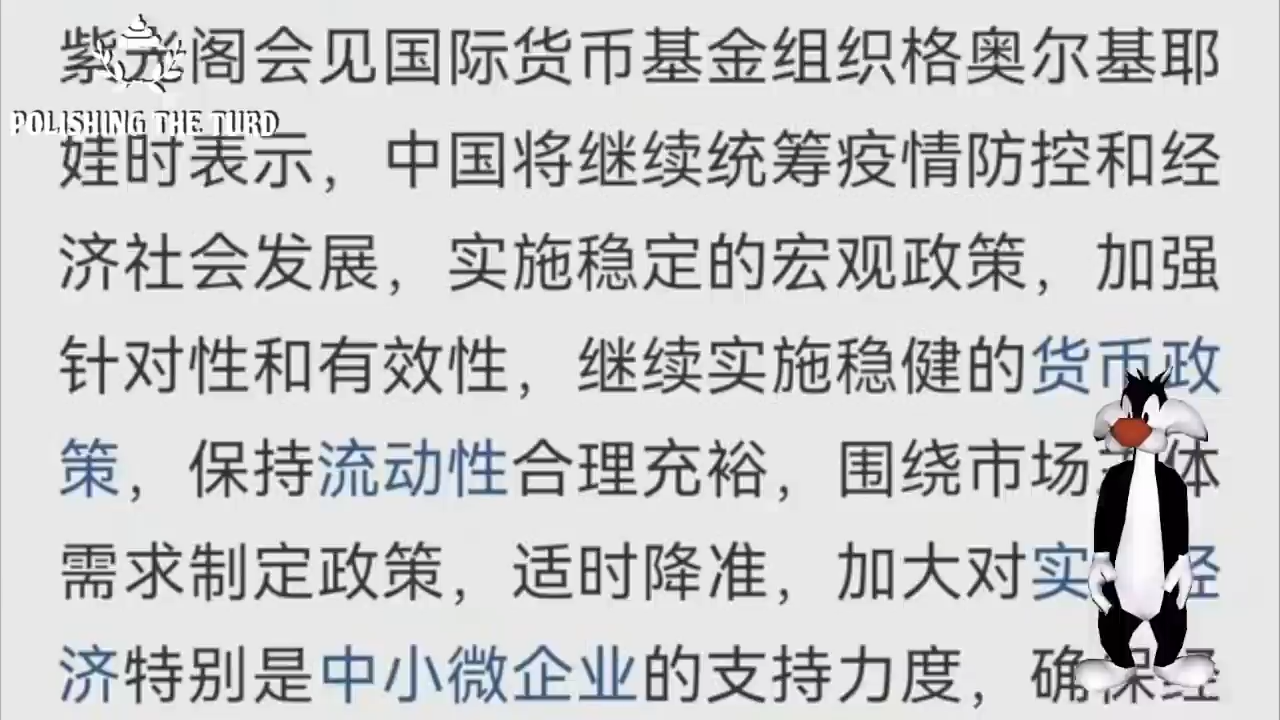 紫光阁会见国际货币基金组织格奥尔基耶
POLISHING THE TURD
娃时表示，中国将继续统筹疫情防控和经
济社会发展，实施稳定的宏观政策，加强
针对性和有效性，继续实施稳健的货币政
策，保持流动性合理充裕，围绕市场主体
需求制定政策，适时降准，加大对实体经
济特别是中小微企业的支持力度，确保经